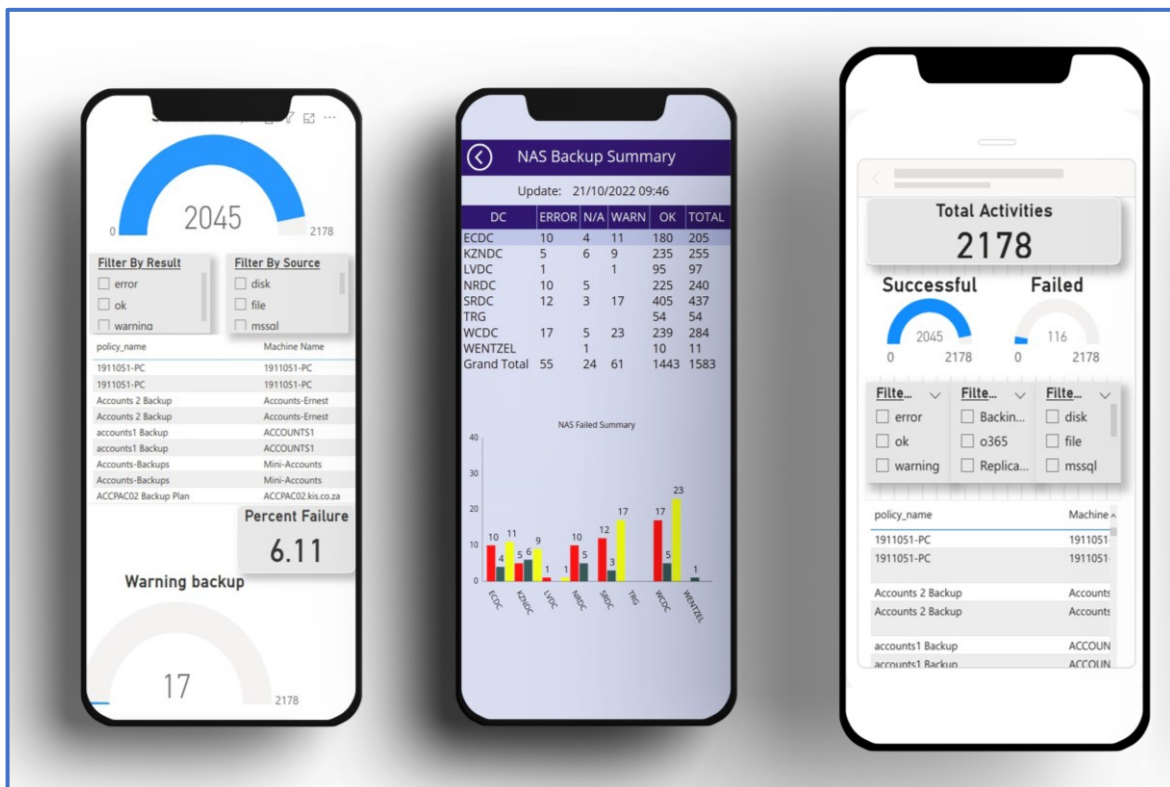 2045
0 2178
Filter By Result
error
ok
warning
Filter By Source
disk
file
mssql
policy_name Machine Name
1911051-PC 1911051-PC
1911051-PC 1911051-PC
Accounts 2 Backup Accounts-Ernest
Accounts 2 Backup Accounts-Ernest
accounts1 Backup ACCOUNTS1
accounts1 Backup ACCOUNTS1
Accounts-Backups Mini-Accounts
Accounts-Backups Mini-Accounts
ACCPAC02 Backup Plan ACCPAC02.kis.co.za
Percent Failure
6.11
Warning backup
17
2178
NAS Backup Summary
Update: 21/10/2022 09:46
DC ERROR N/A WARN OK TOTAL
ECDC 10 4 11 180 205
KZNDC 5 6 9 235 255
LVDC 1 1 95 97
NRDC 10 5 225 240
SRDC 12 3 17 405 437
TRG 54 54
WCDC 17 5 23 239 284
WENTZEL 1 10 11
Grand Total 55 24 61 1443 1583
NAS Failed Summary
40
30
20
10
0
10 4 11 5 6 9 1 1 10 5 12 3 17 17 5 23 1
ECDC KZNDC LVDC NRDC SRDC TRG WCDC WENTZEL
Total Activities
2178
Successful Failed
2045 116
0 2178 0 2178
Filte... Filte... Filte...
error Backin... disk
ok o365 file
warning Replica... mssql
policy_name Machine
1911051-PC 1911051-
1911051-PC 1911051-
Accounts 2 Backup Accounts
Accounts 2 Backup Accounts
accounts1 Backup ACCOUN
accounts1 Backup ACCOUN